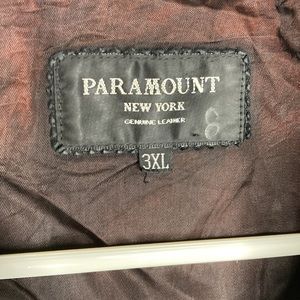 PARAMOUNT
NEW YORK
GENUINE LEATHER
3XL